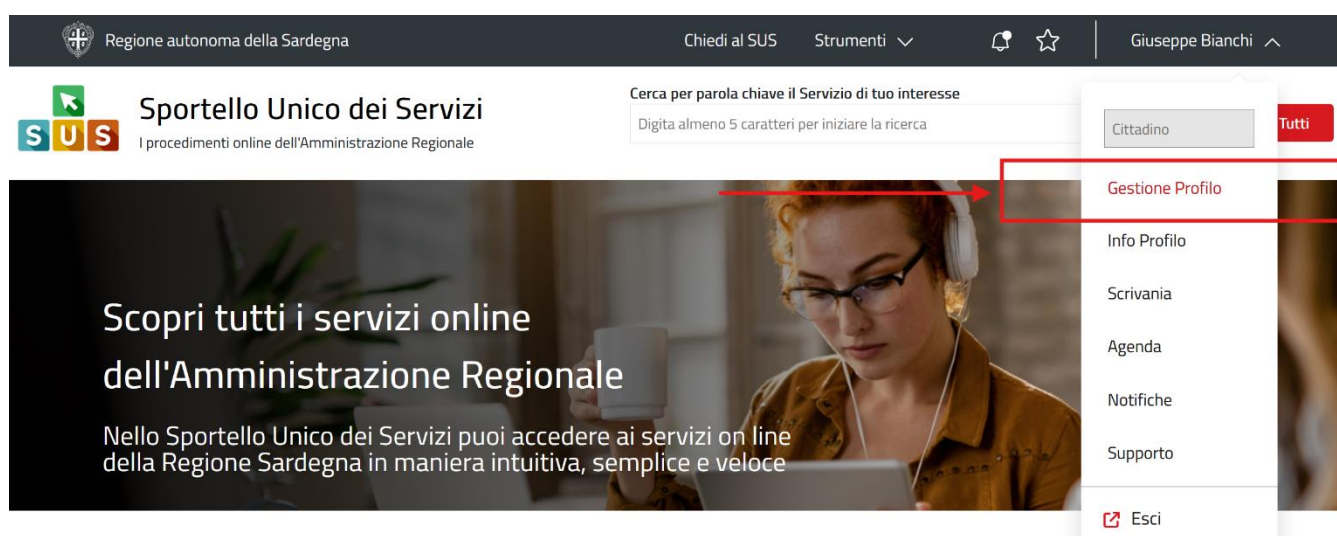 Regione autonoma della Sardegna
Chiedi al SUS
Strumenti
Giuseppe Bianchi
SUS
Sportello Unico dei Servizi
I procedimenti online dell'Amministrazione Regionale
Cerca per parola chiave il Servizio di tuo interesse
Digita almeno 5 caratteri per iniziare la ricerca
Tutti
Cittadino
Gestione Profilo
Info Profilo
Scrivania
Agenda
Notifiche
Supporto
Esci
Scopri tutti i servizi online
dell'Amministrazione Regionale
Nello Sportello Unico dei Servizi puoi accedere ai servizi on line
della Regione Sardegna in maniera intuitiva, semplice e veloce